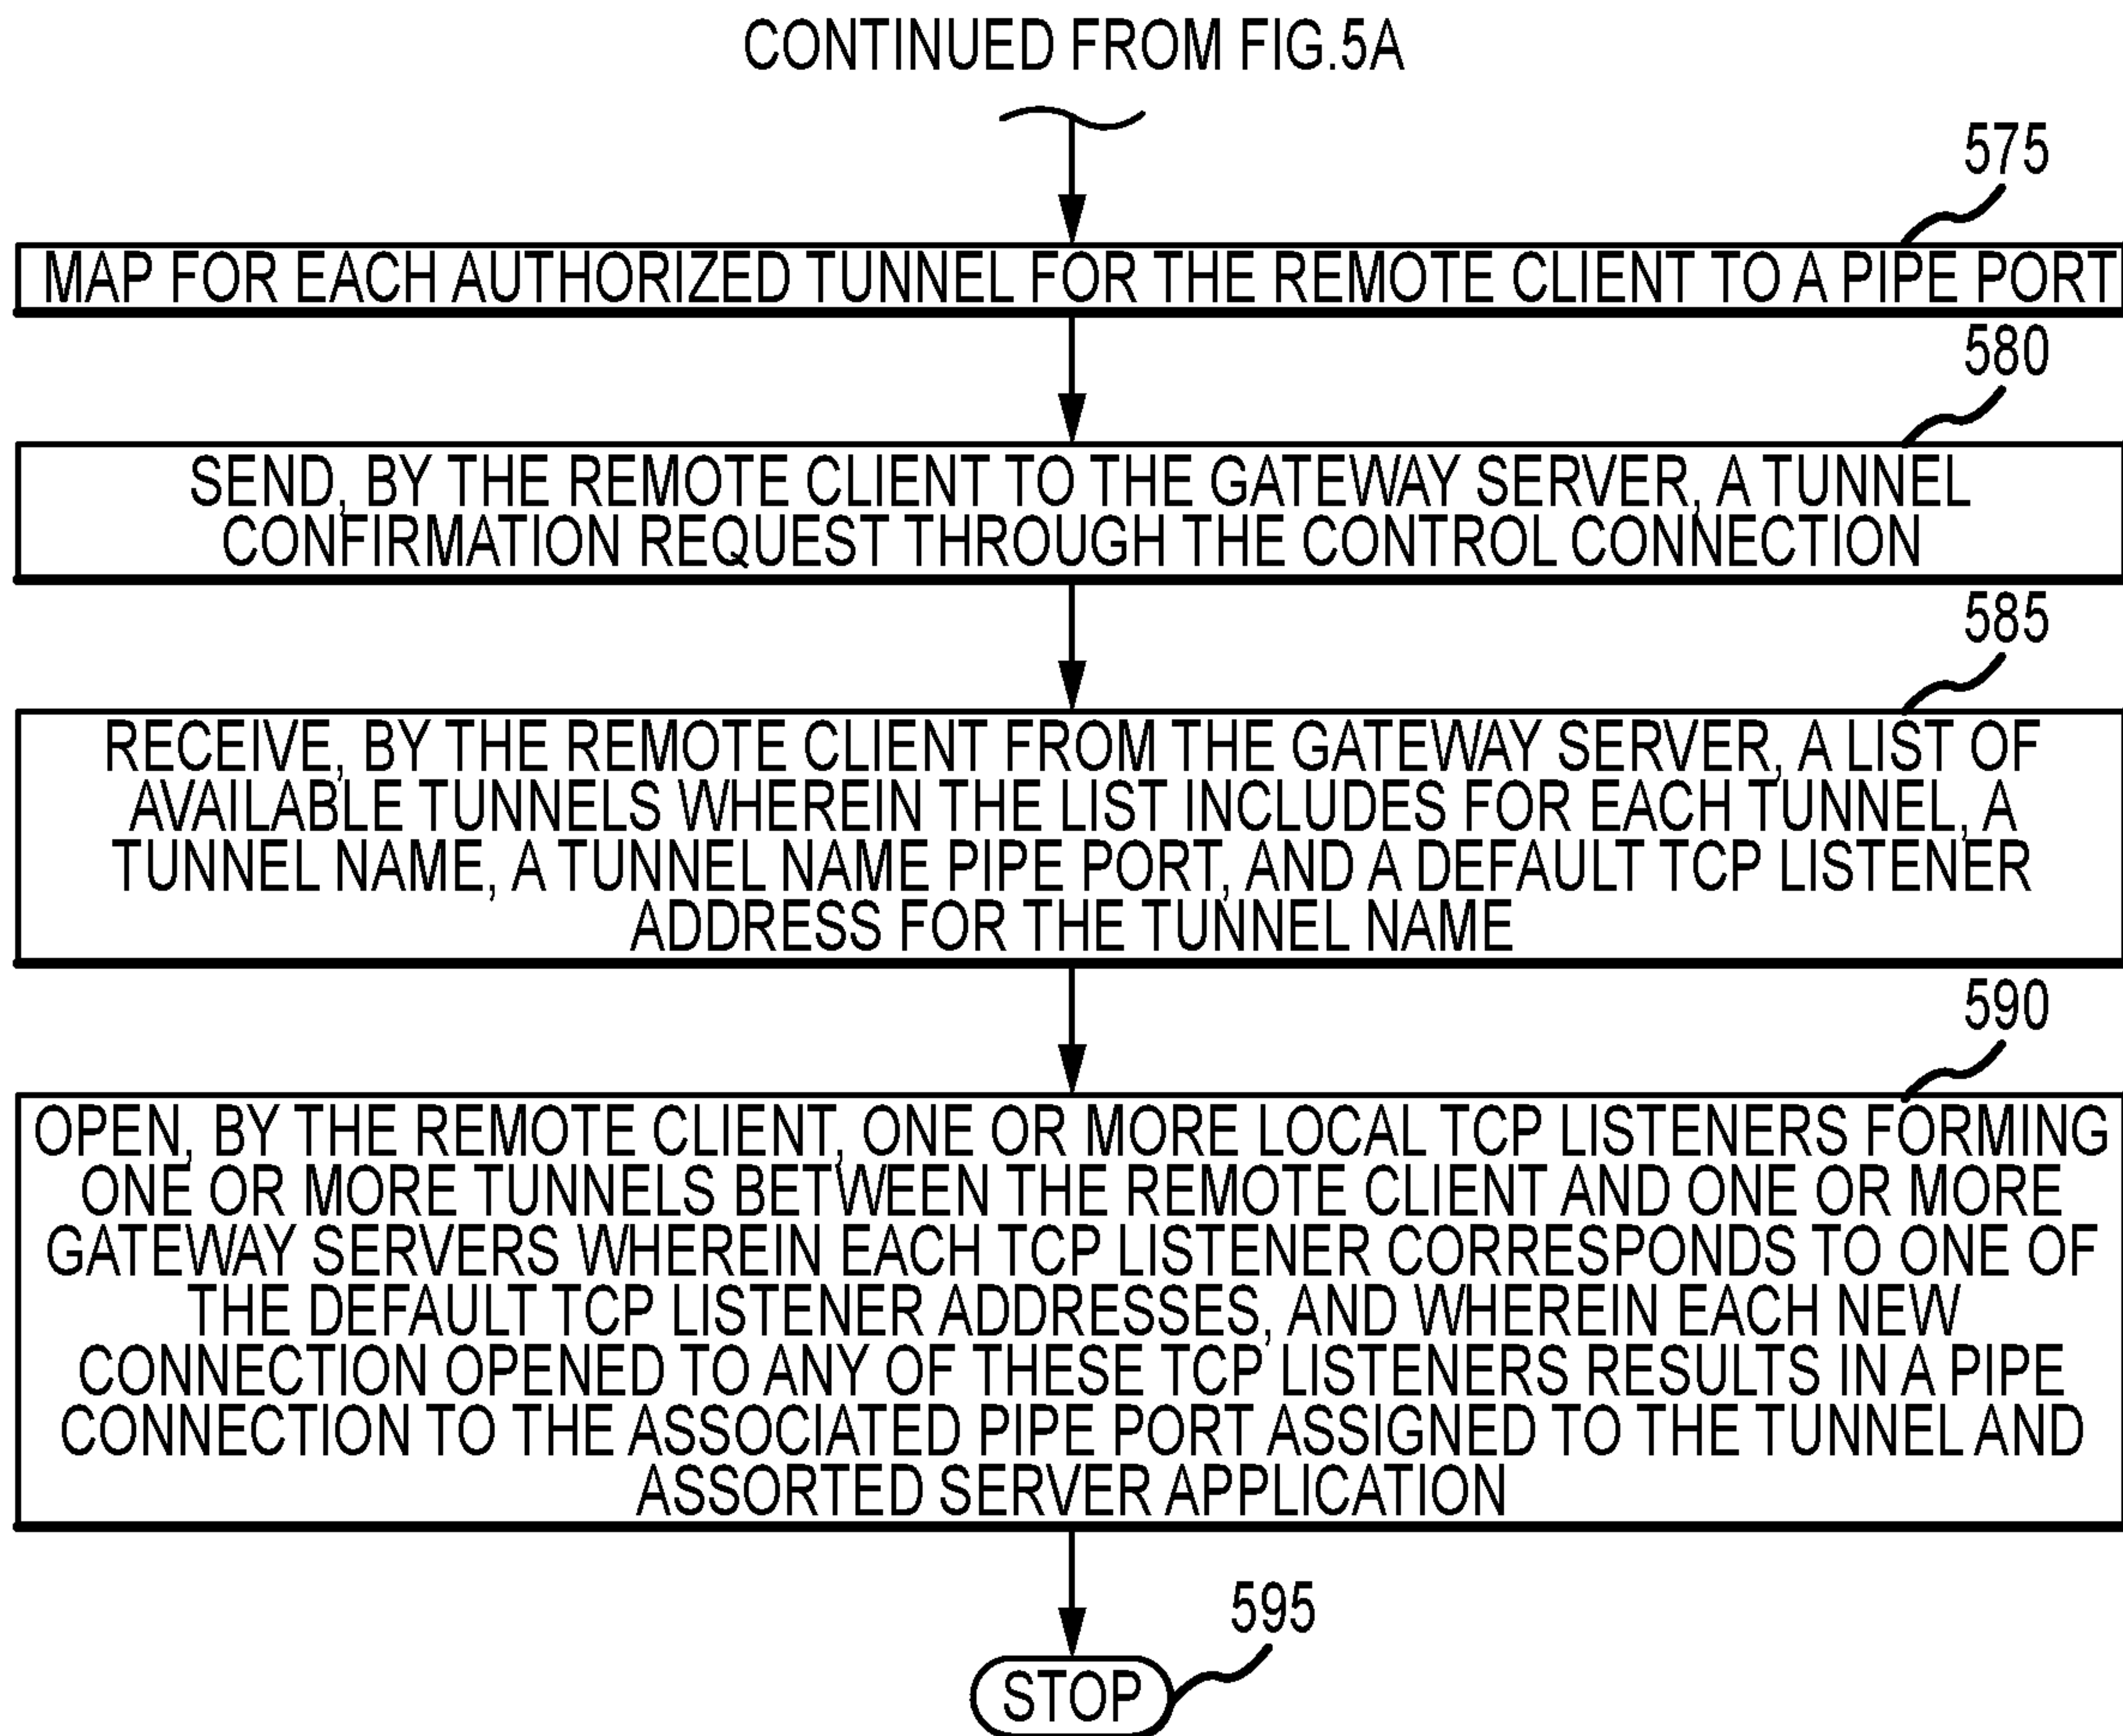 CONTINUED FROM FIG.5A
575
MAP FOR EACH AUTHORIZED TUNNEL FOR THE REMOTE CLIENT TO A PIPE PORT
580
SEND, BY THE REMOTE CLIENT TO THE GATEWAY SERVER, A TUNNEL
CONFIRMATION REQUEST THROUGH THE CONTROL CONNECTION
585
RECEIVE, BY THE REMOTE CLIENT FROM THE GATEWAY SERVER, A LIST OF
AVAILABLE TUNNELS WHEREIN THE LIST INCLUDES FOR EACH TUNNEL, A
TUNNEL NAME, A TUNNEL NAME PIPE PORT, AND A DEFAULT TCP LISTENER
ADDRESS FOR THE TUNNEL NAME
590
OPEN, BY THE REMOTE CLIENT, ONE OR MORE LOCAL TCP LISTENERS FORMING
ONE OR MORE TUNNELS BETWEEN THE REMOTE CLIENT AND ONE OR MORE
GATEWAY SERVERS WHEREIN EACH TCP LISTENER CORRESPONDS TO ONE OF
THE DEFAULT TCP LISTENER ADDRESSES, AND WHEREIN EACH NEW
CONNECTION OPENED TO ANY OF THESE TCP LISTENERS RESULTS IN A PIPE
CONNECTION TO THE ASSOCIATED PIPE PORT ASSIGNED TO THE TUNNEL AND
ASSORTED SERVER APPLICATION
595
STOP